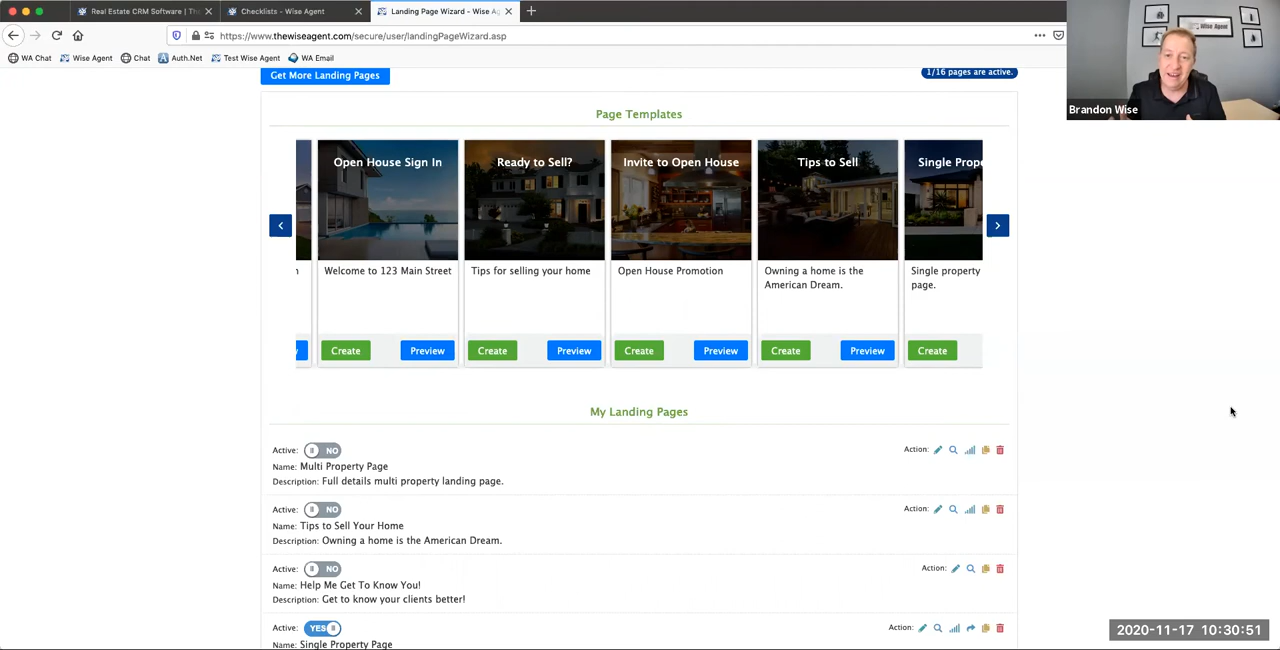 Real Estate CRM Software | Th
Checklists - Wise Agent
Landing Page Wizard - Wise Ag
https://www.thewiseagent.com/secure/user/landingPageWizard.asp
WA Chat
Wise Agent
Chat
Auth.Net
Test Wise Agent
WA Email
Wise Agent
Brandon Wise
Get More Landing Pages
1/16 pages are active.
Page Templates
Open House Sign In
Ready to Sell?
Invite to Open House
Tips to Sell
Single Prope
n
Welcome to 123 Main Street
Tips for selling your home
Open House Promotion
Owning a home is the
American Dream.
Single property
page.
Create
Preview
Create
Preview
Create
Preview
Create
Preview
Create
My Landing Pages
Active: NO
Action:
Name: Multi Property Page
Description: Full details multi property landing page.
Active: NO
Action:
Name: Tips to Sell Your Home
Description: Owning a home is the American Dream.
Active: NO
Action:
Name: Help Me Get To Know You!
Description: Get to know your clients better!
Active: YES
Action:
Name: Single Property Page
2020-11-17 10:30:51